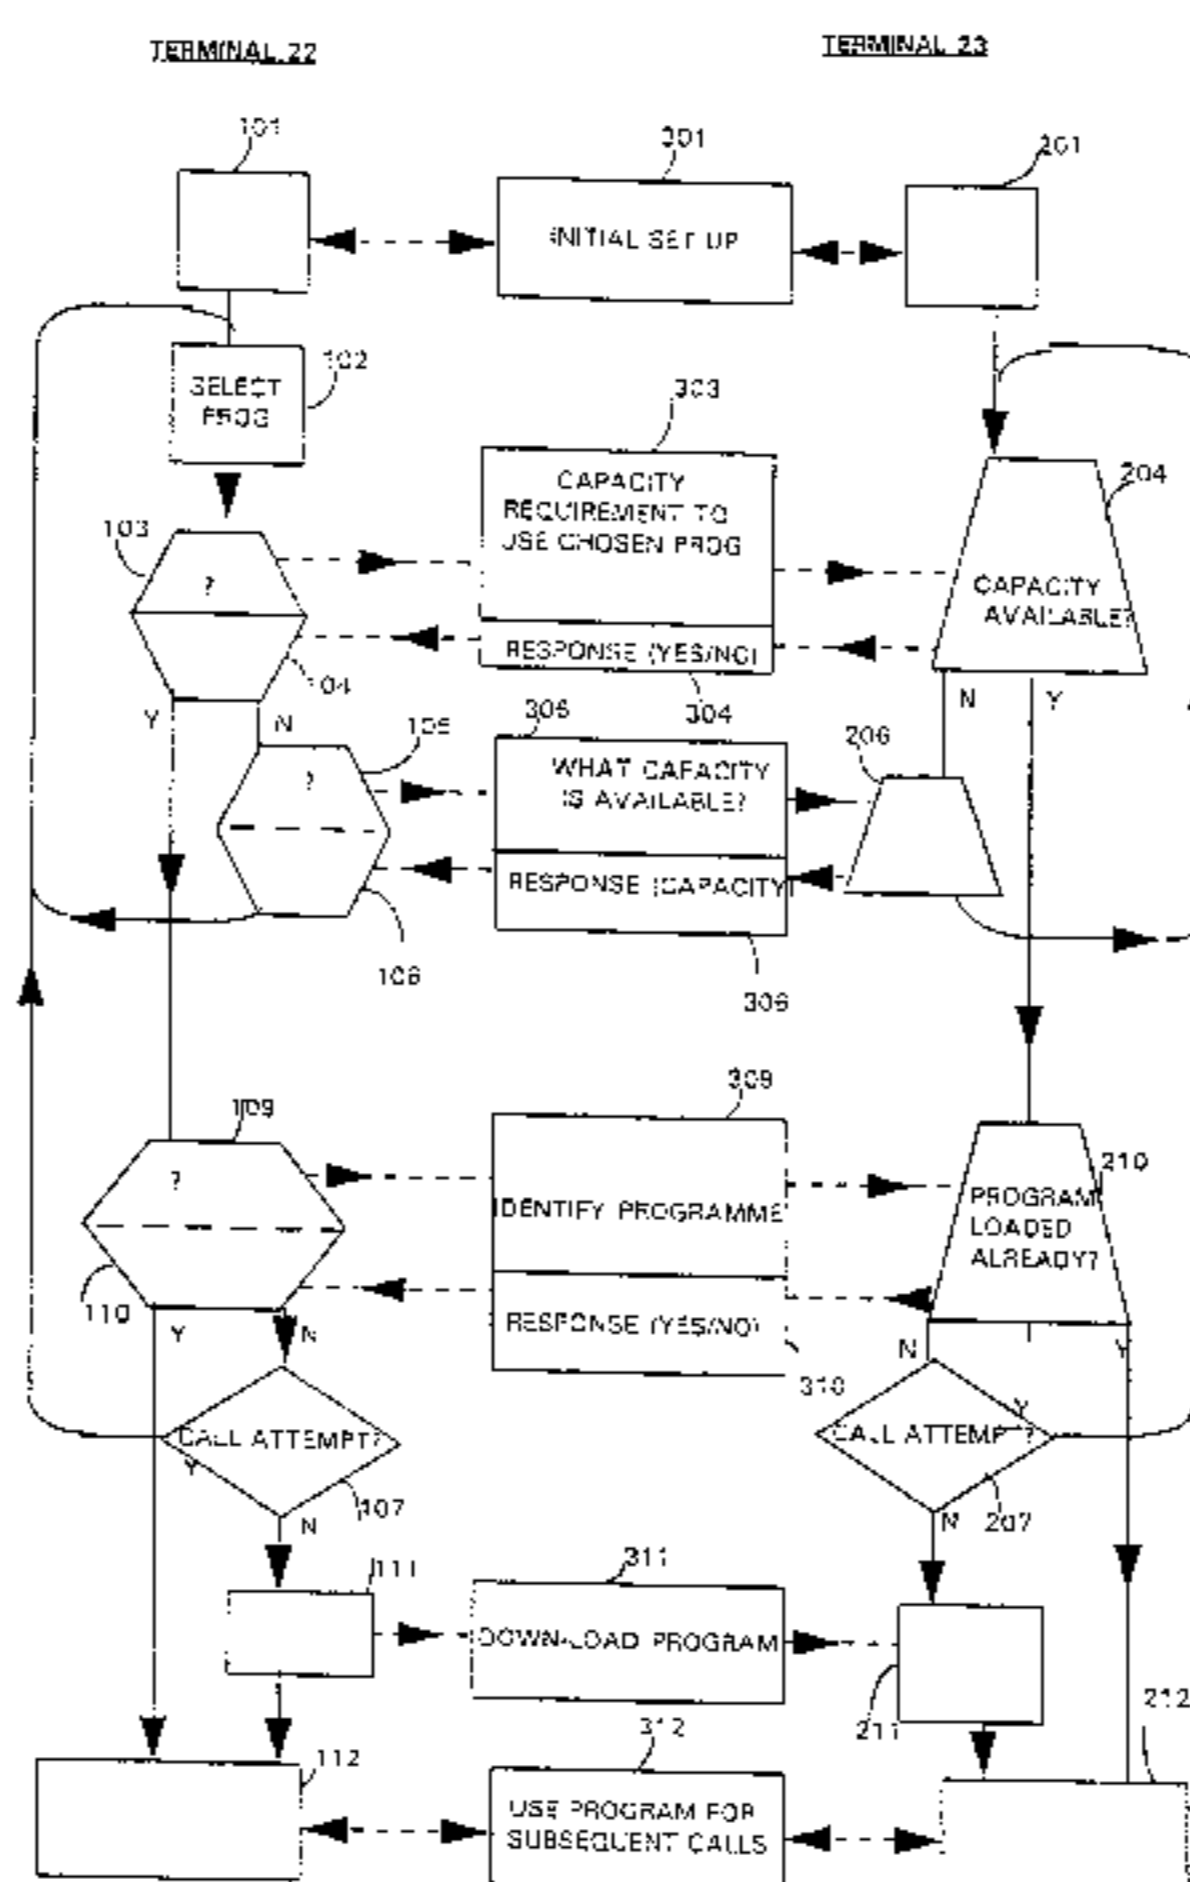 TERMINAL 22
TERMINAL 23
101
301
201
INITIAL SET UP
102
SELECT
PROG
303
204
CAPACITY
REQUIREMENT TO
USE CHOSEN PROG
103
?
CAPACITY
AVAILABLE?
RESPONSE (YES/NO)
104
304
Y
N
N
Y
305
105
206
?
WHAT CAPACITY
IS AVAILABLE?
RESPONSE (CAPACITY)
106
306
309
109
?
210
IDENTIFY PROGRAMME
PROGRAM
LOADED
ALREADY?
110
RESPONSE (YES/NO)
Y
N
N
Y
310
CALL ATTEMPT?
Y
CALL ATTEMPT?
Y
107
N
N
207
111
311
DOWN-LOAD PROGRAM
211
212
312
112
USE PROGRAM FOR
SUBSEQUENT CALLS